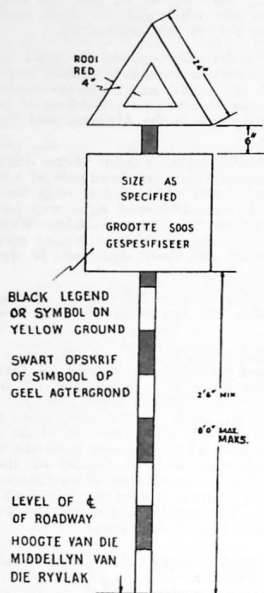 ROOI
RED
4"
6"
SIZE AS
SPECIFIED
GROOTTE SOOS
GESPESIFISEER
BLACK LEGEND
OR SYMBOL ON
YELLOW GROUND
SWART OPSKRIF
OF SIMBOOL OP
GEEL AGTERGROND
2'6" MIN
8'0" MAX.
MAKS.
LEVEL OF ℄
OF ROADWAY
HOOGTE VAN DIE
MIDDELLYN VAN
DIE RYVLAK